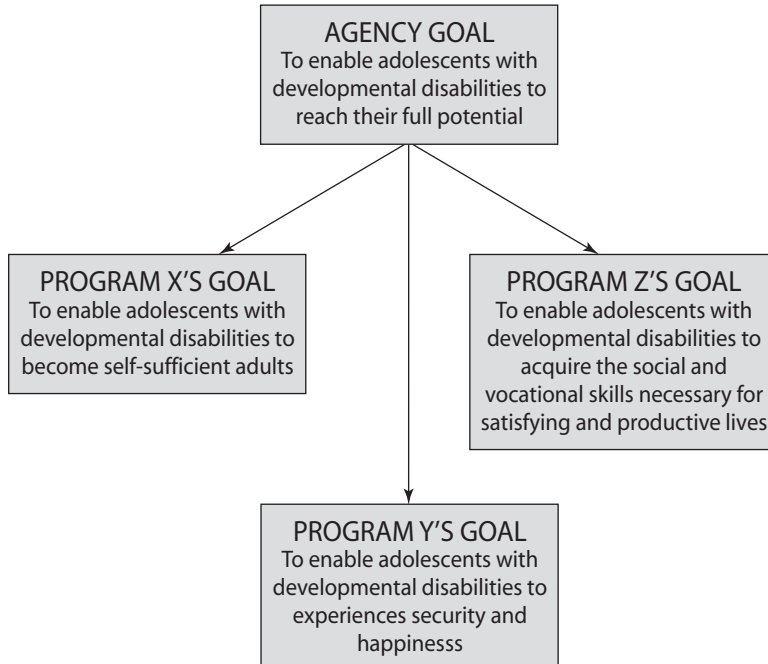 AGENCY GOAL
To enable adolescents with
developmental disabilities to
reach their full potential
PROGRAM X'S GOAL
To enable adolescents with
developmental disabilities to
become self-sufficient adults
PROGRAM Z'S GOAL
To enable adolescents with
developmental disabilities to
acquire the social and
vocational skills necessary for
satisfying and productive lives
PROGRAM Y'S GOAL
To enable adolescents with
developmental disabilities to
experiences security and
happinesss